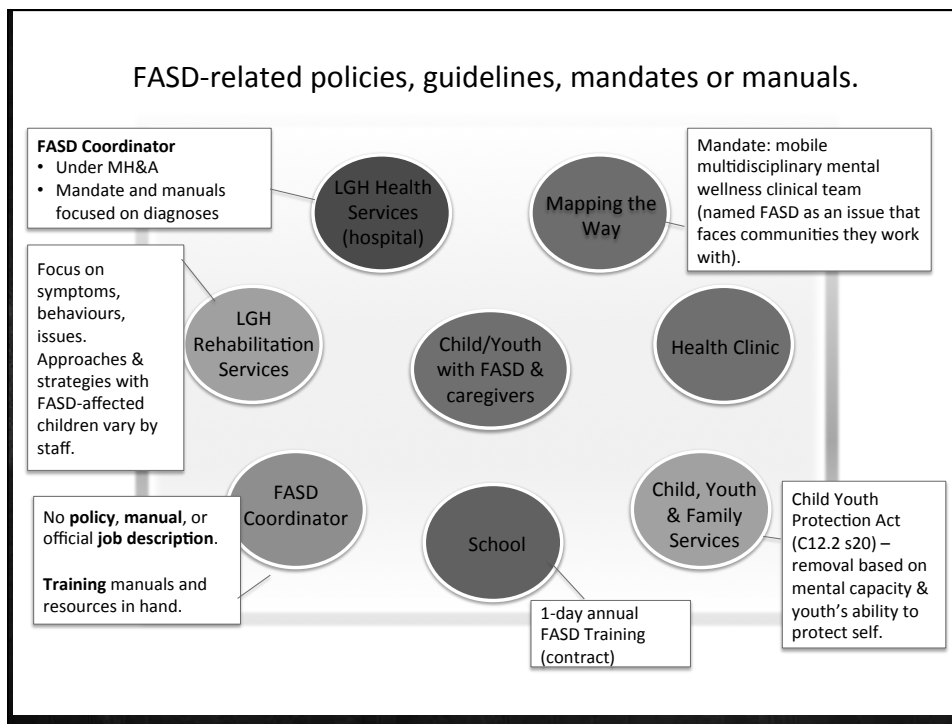 FASD-related policies, guidelines, mandates or manuals.
FASD Coordinator
• Under MH&A
• Mandate and manuals
focused on diagnoses
LGH Health
Services
(hospital)
Mapping the
Way
Mandate: mobile
multidisciplinary mental
wellness clinical team
(named FASD as an issue that
faces communities they work
with).
Focus on
symptoms,
behaviours,
issues.
Approaches &
strategies with
FASD-affected
children vary by
staff.
LGH
Rehabilitation
Services
Child/Youth
with FASD &
caregivers
Health Clinic
No policy, manual, or
official job description.
Training manuals and
resources in hand.
FASD
Coordinator
School
1-day annual
FASD Training
(contract)
Child, Youth
& Family
Services
Child Youth
Protection Act
(C12.2 s20) –
removal based on
mental capacity &
youth's ability to
protect self.